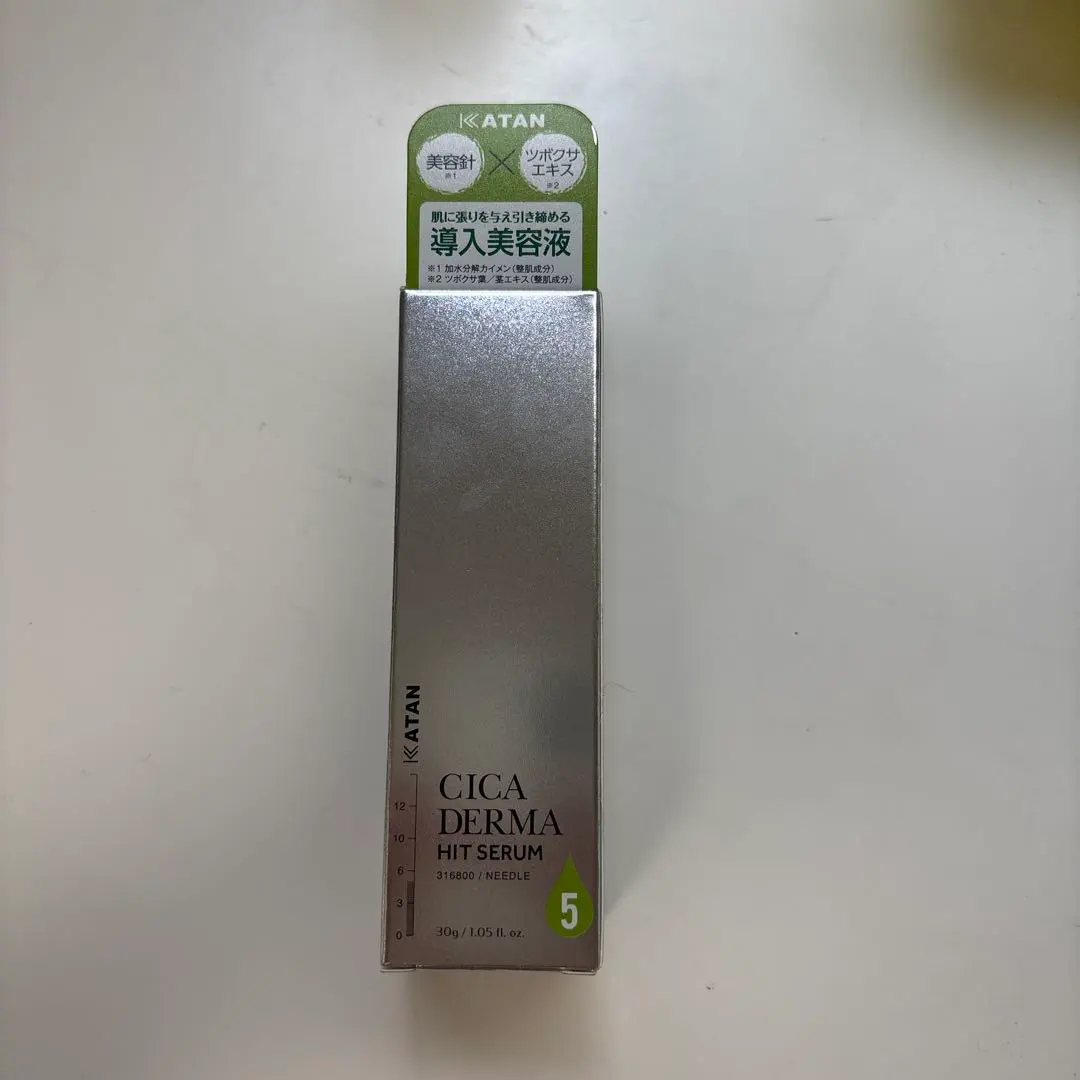 KATAN
美容針
※1
×
ツボクサ
エキス
※2
肌に張りを与え引き締める
導入美容液
※1 加水分解カイメン(整肌成分)
※2 ツボクサ葉/茎エキス(整肌成分)
KATAN
12
10
6
3
0
CICA
DERMA
HIT SERUM
316800 / NEEDLE
5
30g / 1.05 fl. oz.